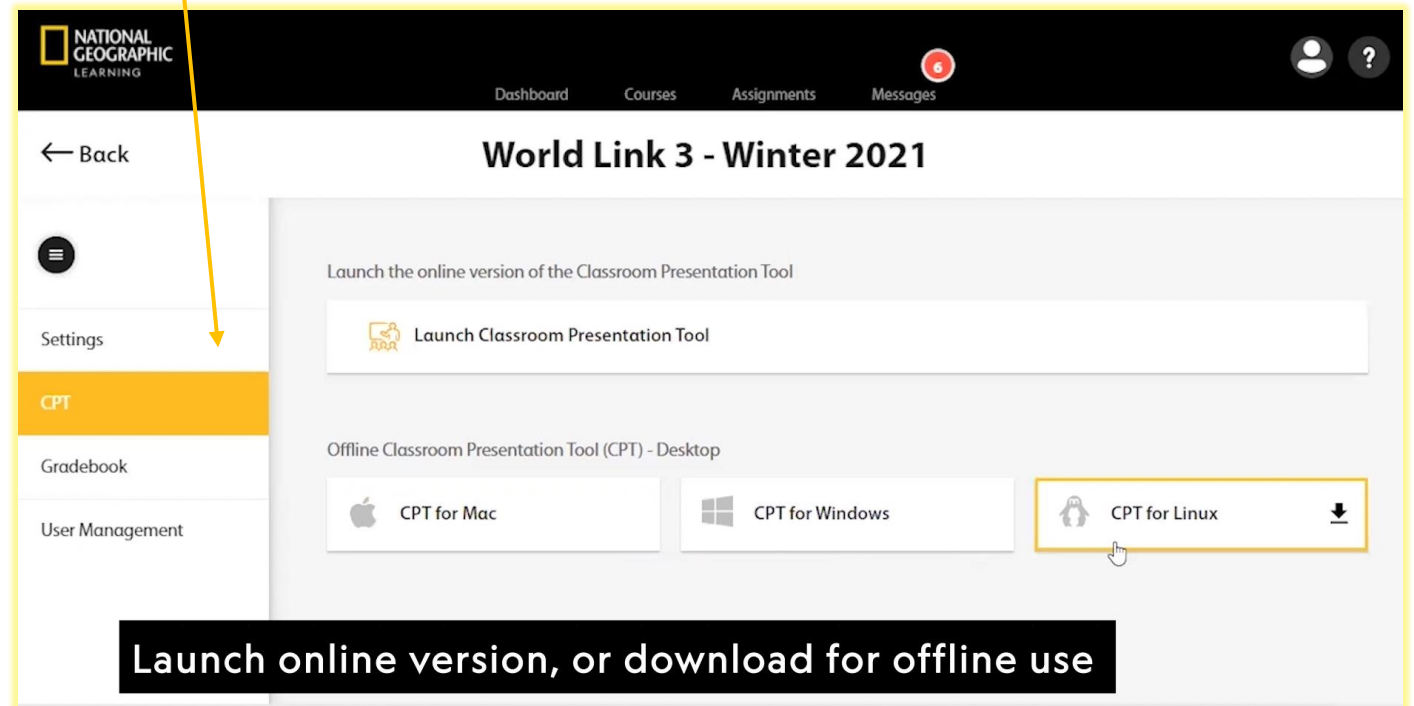 NATIONAL
GEOGRAPHIC
LEARNING
6
?
Dashboard Courses Assignments Messages
← Back
World Link 3 - Winter 2021
Launch the online version of the Classroom Presentation Tool
Settings
Launch Classroom Presentation Tool
CPT
Offline Classroom Presentation Tool (CPT) - Desktop
Gradebook
CPT for Mac CPT for Windows CPT for Linux
User Management
Launch online version, or download for offline use